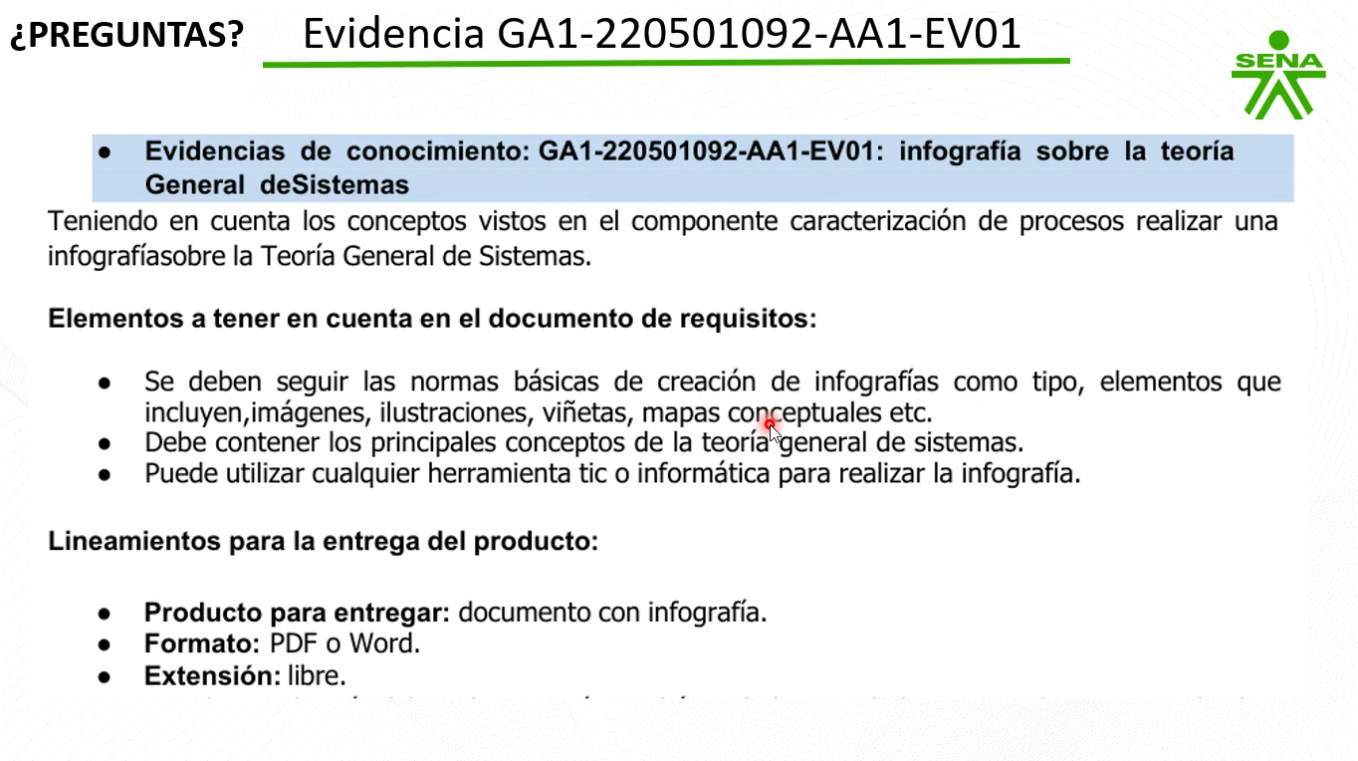 ¿PREGUNTAS? Evidencia GA1-220501092-AA1-EV01
SENA
● Evidencias de conocimiento: GA1-220501092-AA1-EV01: infografía sobre la teoría
General deSistemas
Teniendo en cuenta los conceptos vistos en el componente caracterización de procesos realizar una
infografíasobre la Teoría General de Sistemas.
Elementos a tener en cuenta en el documento de requisitos:
● Se deben seguir las normas básicas de creación de infografías como tipo, elementos que
incluyen,imágenes, ilustraciones, viñetas, mapas conceptuales etc.
● Debe contener los principales conceptos de la teoría general de sistemas.
● Puede utilizar cualquier herramienta tic o informática para realizar la infografía.
Lineamientos para la entrega del producto:
● Producto para entregar: documento con infografía.
● Formato: PDF o Word.
● Extensión: libre.